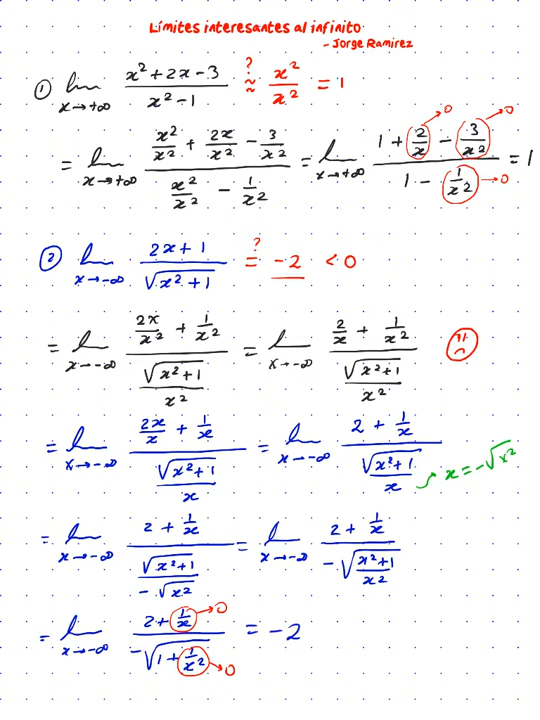 Límites interesantes al infinito
- Jorge Ramirez
① lim x→+∞ (x² + 2x - 3)/(x² - 1) ≈? x²/x² = 1
= lim x→+∞ (x²/x² + 2x/x² - 3/x²)/(x²/x² - 1/x²) = lim x→+∞ (1 + 2/x →0 - 3/x² →0)/(1 - 1/x² →0) = 1
② lim x→-∞ (2x + 1)/√(x² + 1) =? -2 < 0
= lim x→-∞ (2x/x² + 1/x²)/(√(x²+1)/x²) = lim x→-∞ (2/x + 1/x²)/(√(x²+1)/x²)
= lim x→-∞ (2x/x + 1/x)/(√(x²+1)/x) = lim x→-∞ (2 + 1/x)/(√(x²+1)/x) x = -√x²
= lim x→-∞ (2 + 1/x)/(√(x²+1)/-√x²) = lim x→-∞ (2 + 1/x)/(-√((x²+1)/x²))
= lim x→-∞ (2 + 1/x →0)/(-√(1 + 1/x² →0)) = -2